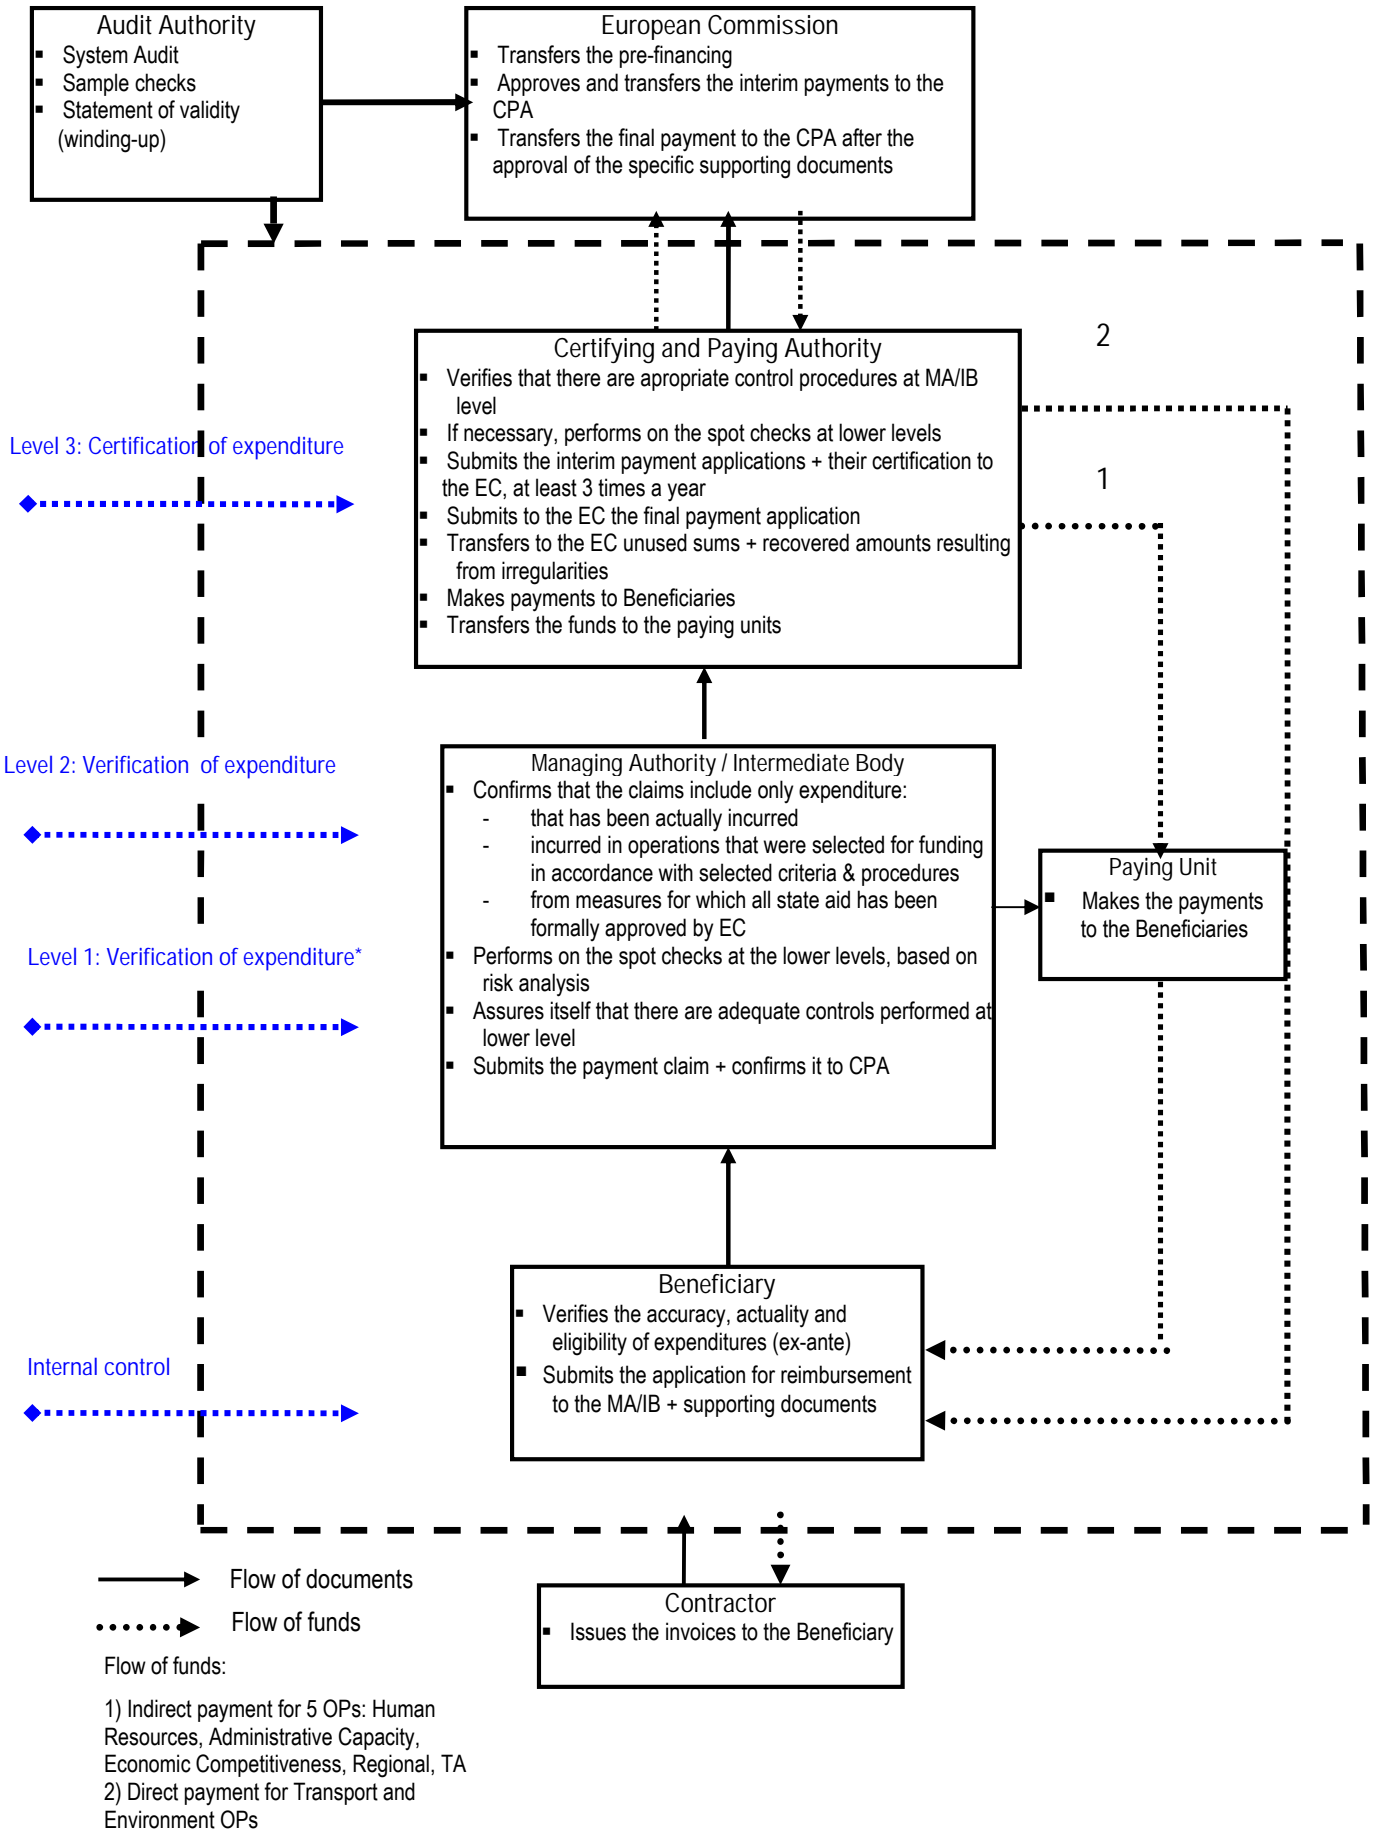 Audit Authority
▪ System Audit
▪ Sample checks
▪ Statement of validity
(winding-up)
European Commission
▪ Transfers the pre-financing
▪ Approves and transfers the interim payments to the
CPA
▪ Transfers the final payment to the CPA after the
approval of the specific supporting documents
Certifying and Paying Authority
▪ Verifies that there are apropriate control procedures at MA/IB
level
▪ If necessary, performs on the spot checks at lower levels
▪ Submits the interim payment applications + their certification to
the EC, at least 3 times a year
▪ Submits to the EC the final payment application
▪ Transfers to the EC unused sums + recovered amounts resulting
from irregularities
▪ Makes payments to Beneficiaries
▪ Transfers the funds to the paying units
2
1
Level 3: Certification of expenditure
Level 2: Verification of expenditure
Managing Authority / Intermediate Body
▪ Confirms that the claims include only expenditure:
- that has been actually incurred
- incurred in operations that were selected for funding
in accordance with selected criteria & procedures
- from measures for which all state aid has been
formally approved by EC
▪ Performs on the spot checks at the lower levels, based on
risk analysis
▪ Assures itself that there are adequate controls performed at
lower level
▪ Submits the payment claim + confirms it to CPA
Paying Unit
▪ Makes the payments
to the Beneficiaries
Level 1: Verification of expenditure*
Beneficiary
▪ Verifies the accuracy, actuality and
eligibility of expenditures (ex-ante)
▪ Submits the application for reimbursement
to the MA/IB + supporting documents
Internal control
Contractor
▪ Issues the invoices to the Beneficiary
Flow of documents
Flow of funds
Flow of funds:
1) Indirect payment for 5 OPs: Human
Resources, Administrative Capacity,
Economic Competitiveness, Regional, TA
2) Direct payment for Transport and
Environment OPs